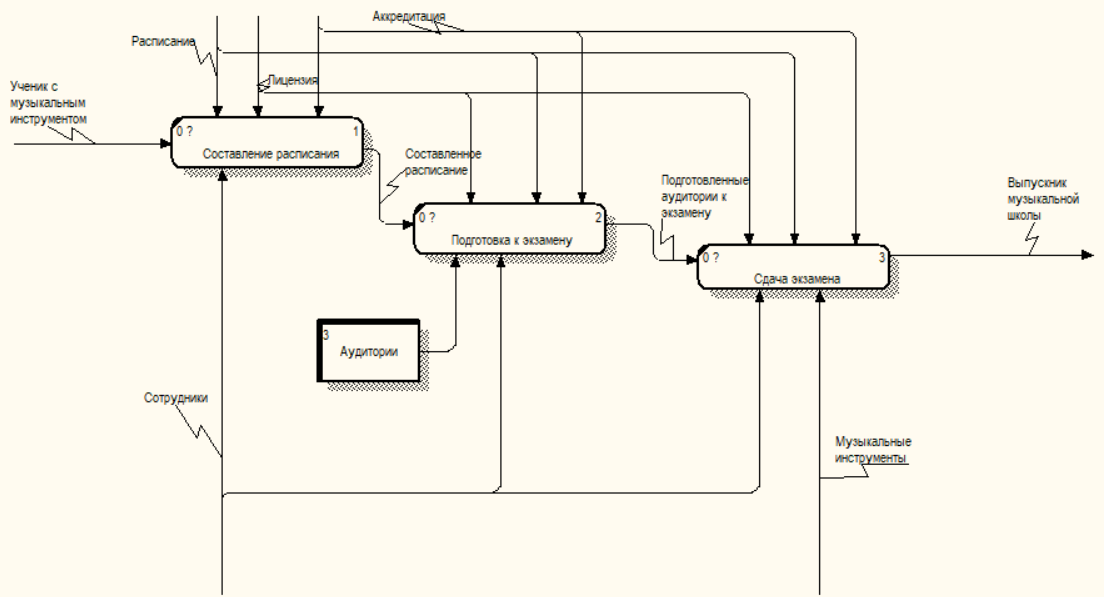 Аккредитация
Расписание
Лицензия
Ученик с
музыкальным
инструментом
0 ?
1
Составление расписания
Составленное
расписание
0 ?
2
Подготовка к экзамену
Подготовленные
аудитории к
экзамену
0 ?
3
Сдача экзамена
Выпускник
музыкальной
школы
3
Аудитории
Сотрудники
Музыкальные
инструменты